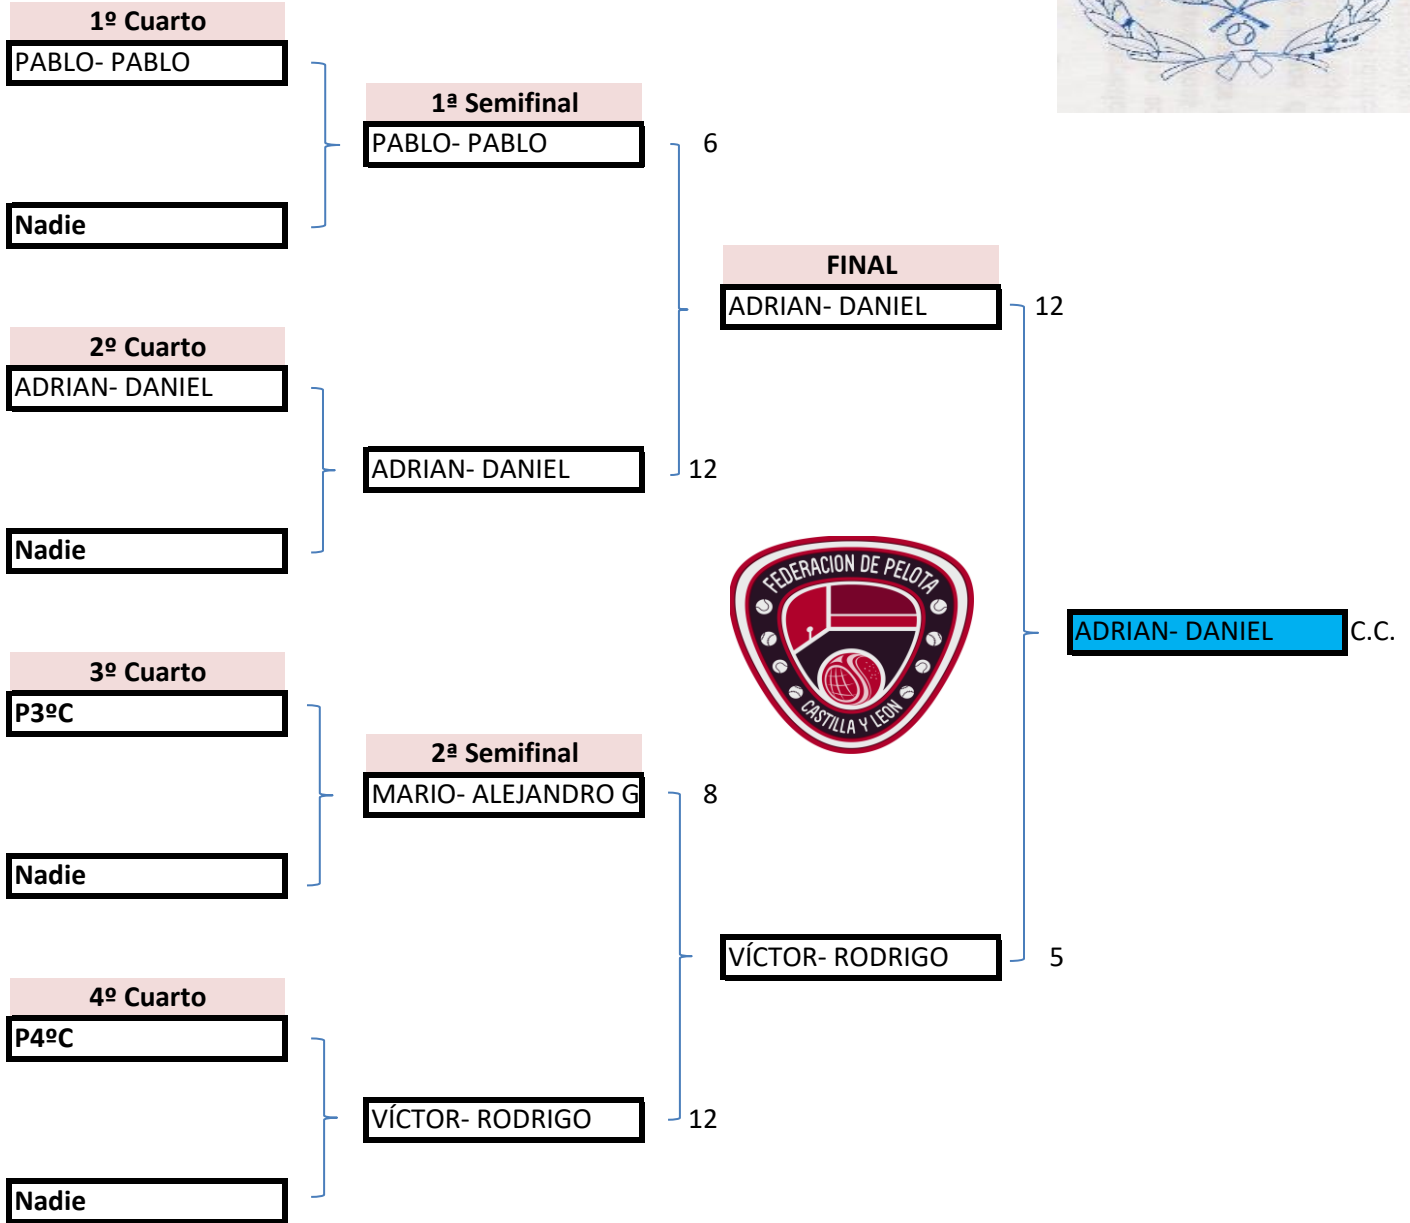 1º Cuarto
PABLO- PABLO
Nadie
2º Cuarto
ADRIAN- DANIEL
Nadie
3º Cuarto
P3ºC
Nadie
4º Cuarto
P4ºC
Nadie
1ª Semifinal
PABLO- PABLO 6
ADRIAN- DANIEL 12
2ª Semifinal
MARIO- ALEJANDRO G 8
VÍCTOR- RODRIGO 12
FINAL
ADRIAN- DANIEL 12
FEDERACION DE PELOTA
CASTILLA Y LEON
VÍCTOR- RODRIGO 5
ADRIAN- DANIEL C.C.